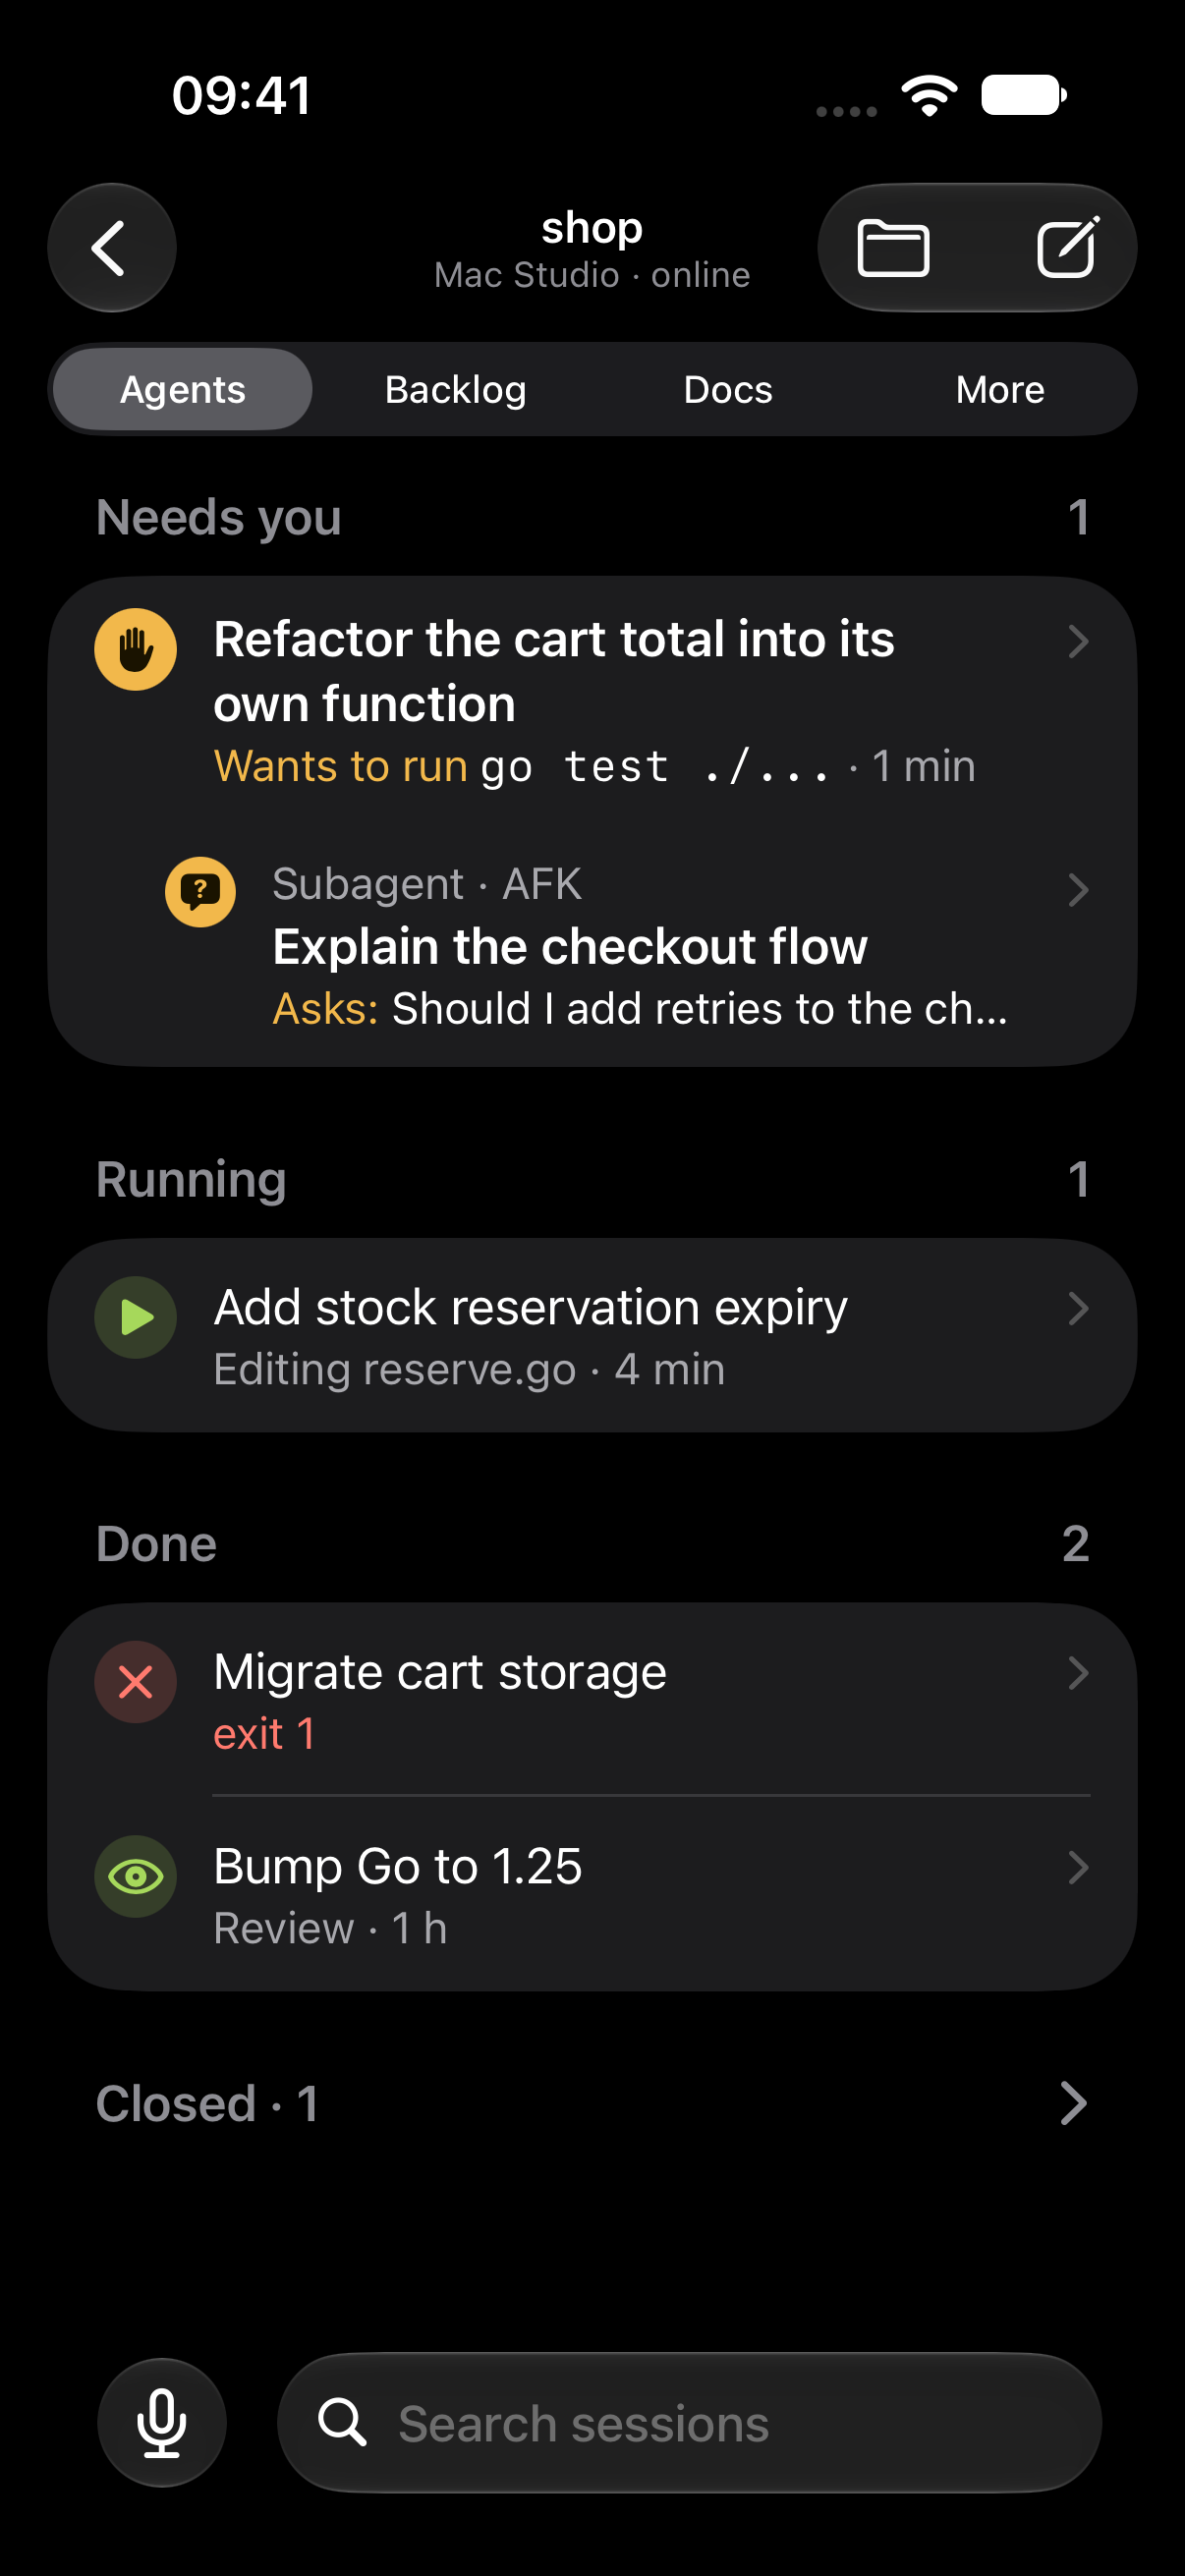 09:41
shop
Mac Studio · online
Agents
Backlog
Docs
More
Needs you
1
Refactor the cart total into its
own function
Wants to run go test ./... · 1 min
Subagent · AFK
Explain the checkout flow
Asks: Should I add retries to the ch...
Running
1
Add stock reservation expiry
Editing reserve.go · 4 min
Done
2
Migrate cart storage
exit 1
Bump Go to 1.25
Review · 1 h
Closed · 1
Search sessions